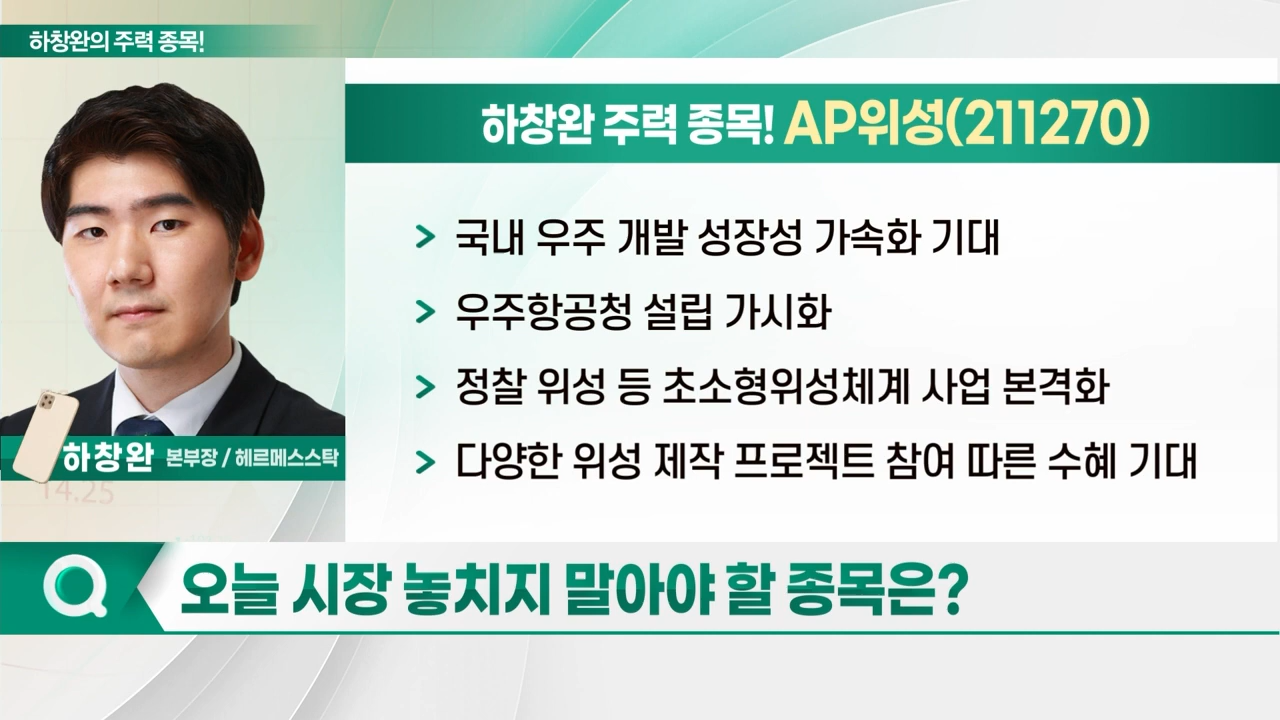 하창완의 주력 종목!
하창완 주력 종목! AP위성(211270)
> 국내 우주 개발 성장성 가속화 기대
> 우주항공청 설립 가시화
> 정찰 위성 등 초소형위성체계 사업 본격화
> 다양한 위성 제작 프로젝트 참여 따른 수혜 기대
하창완 본부장 / 헤르메스스탁
14.25
Q 오늘 시장 놓치지 말아야 할 종목은?